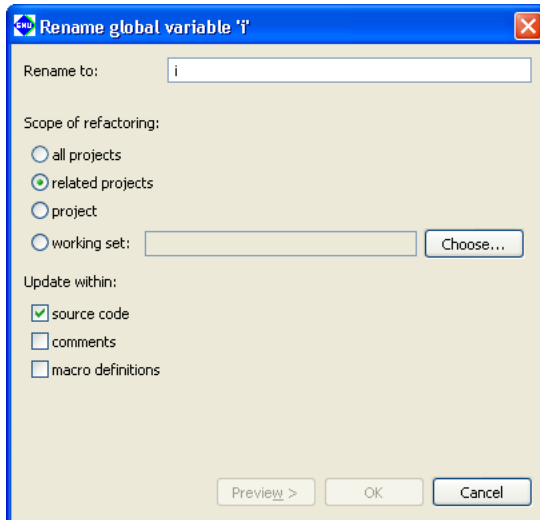 GNU Rename global variable 'i'
Rename to: i
Scope of refactoring:
all projects
related projects
project
working set: Choose...
Update within:
source code
comments
macro definitions
Preview > OK Cancel